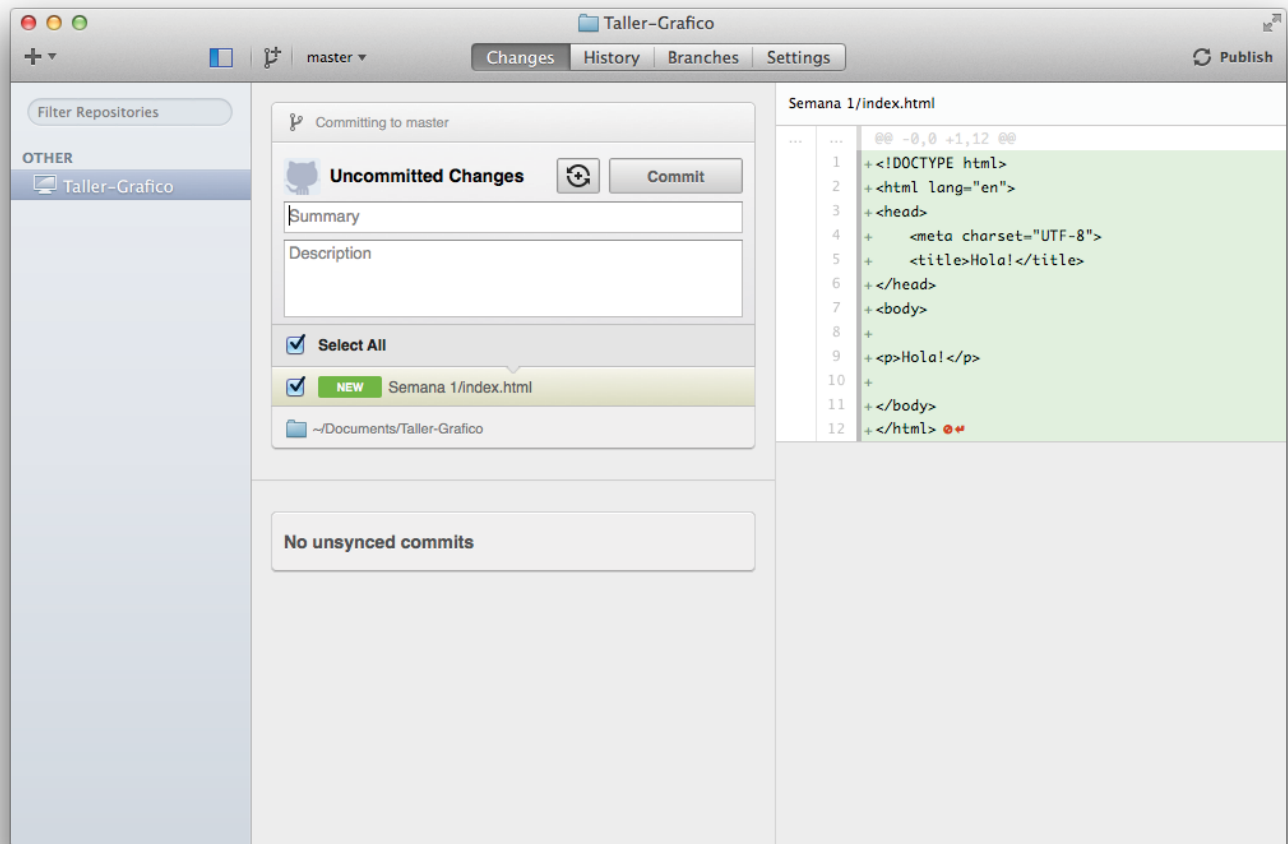 Taller-Grafico
master
Changes History Branches Settings
Publish
Filter Repositories
OTHER
Taller-Grafico
Committing to master
Uncommitted Changes
Commit
Summary
Description
Select All
NEW Semana 1/index.html
~/Documents/Taller-Grafico
No unsynced commits
Semana 1/index.html
... ... @@ -0,0 +1,12 @@
1 +<!DOCTYPE html>
2 +<html lang="en">
3 +<head>
4 +    <meta charset="UTF-8">
5 +    <title>Hola!</title>
6 +</head>
7 +<body>
8 +
9 +<p>Hola!</p>
10 +
11 +</body>
12 +</html>